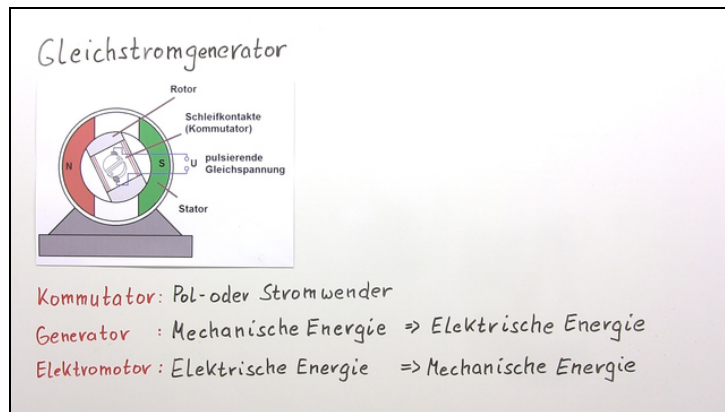 Gleichstromgenerator
Rotor
Schleifkontakte
(Kommutator)
N
S
U
pulsierende
Gleichspannung
Stator
Kommutator: Pol- oder Stromwender
Generator : Mechanische Energie => Elektrische Energie
Elektromotor: Elektrische Energie => Mechanische Energie